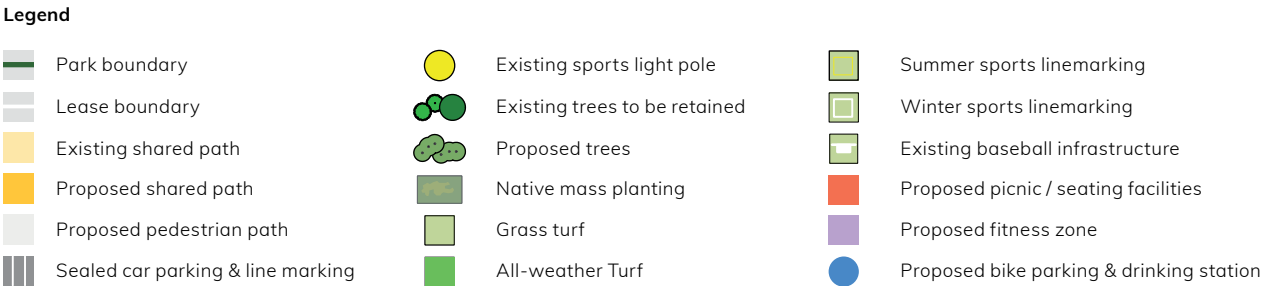 Legend
Park boundary
Lease boundary
Existing shared path
Proposed shared path
Proposed pedestrian path
Sealed car parking & line marking
Existing sports light pole
Existing trees to be retained
Proposed trees
Native mass planting
Grass turf
All-weather Turf
Summer sports linemarking
Winter sports linemarking
Existing baseball infrastructure
Proposed picnic / seating facilities
Proposed fitness zone
Proposed bike parking & drinking station